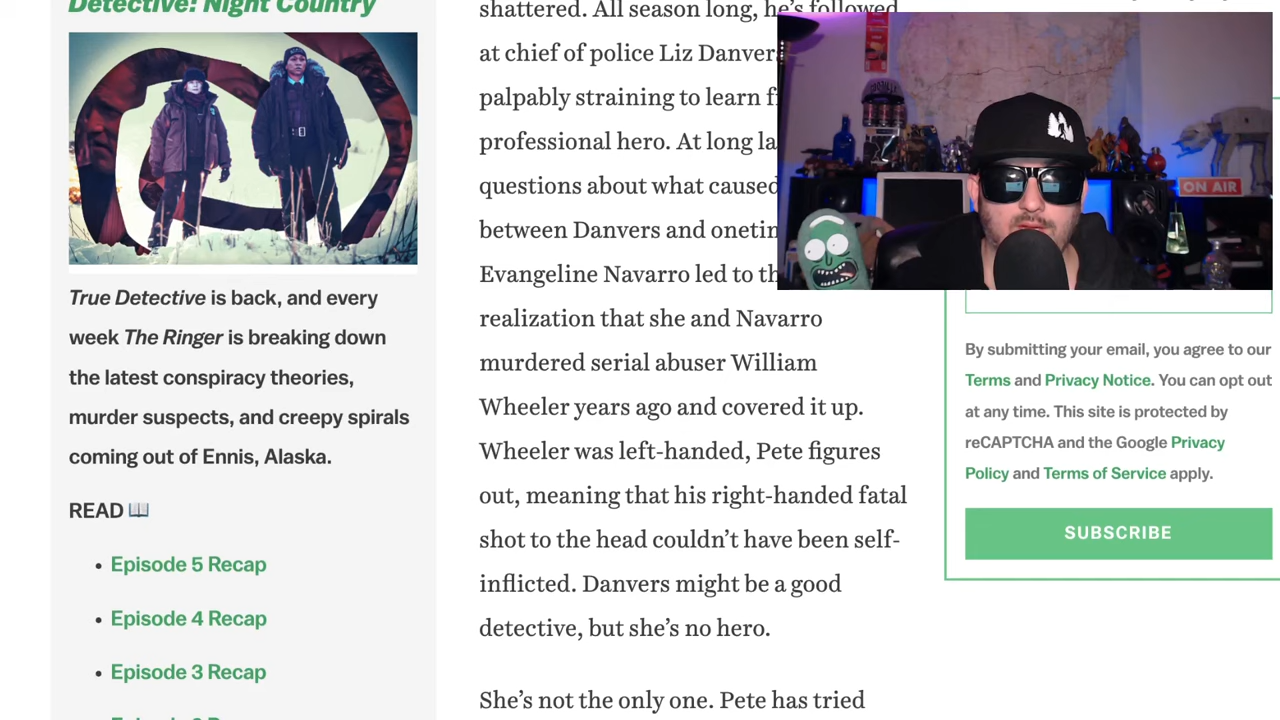 Detective: Night Country
True Detective is back, and every
week The Ringer is breaking down
the latest conspiracy theories,
murder suspects, and creepy spirals
coming out of Ennis, Alaska.
READ
• Episode 5 Recap
• Episode 4 Recap
• Episode 3 Recap
shattered. All season long, he's followed
at chief of police Liz Danver
palpably straining to learn f
professional hero. At long la
questions about what caused
between Danvers and onetin
Evangeline Navarro led to th
realization that she and Navarro
murdered serial abuser William
Wheeler years ago and covered it up.
Wheeler was left-handed, Pete figures
out, meaning that his right-handed fatal
shot to the head couldn't have been self-
inflicted. Danvers might be a good
detective, but she's no hero.
She's not the only one. Pete has tried
ON AIR
By submitting your email, you agree to our
Terms and Privacy Notice. You can opt out
at any time. This site is protected by
reCAPTCHA and the Google Privacy
Policy and Terms of Service apply.
SUBSCRIBE